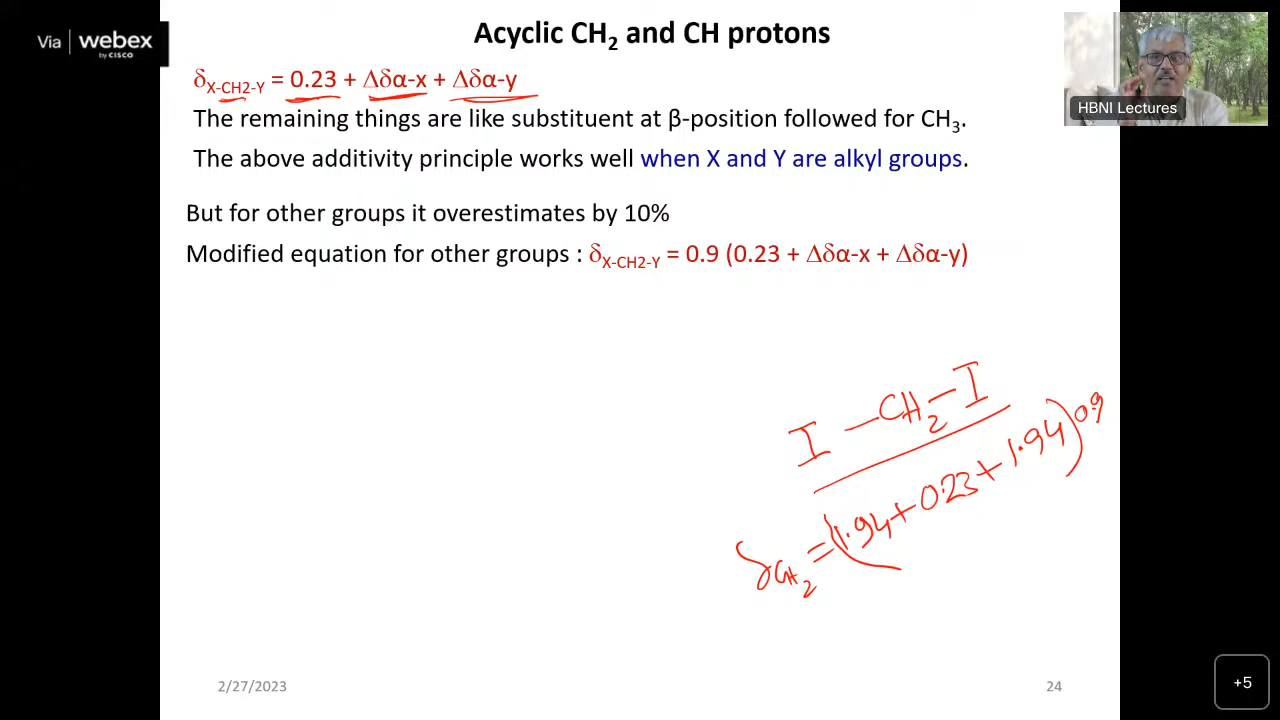 Via webex
by CISCO
Acyclic CH₂ and CH protons
δX-CH2-Y = 0.23 + Δδα-x + Δδα-y
The remaining things are like substituent at β-position followed for CH₃.
The above additivity principle works well when X and Y are alkyl groups.
But for other groups it overestimates by 10%
Modified equation for other groups : δX-CH2-Y = 0.9 (0.23 + Δδα-x + Δδα-y)
HBNI Lectures
I — CH₂ – I
δCH₂ = (1.94 + 0.23 + 1.94) 0.9
2/27/2023
24
+5